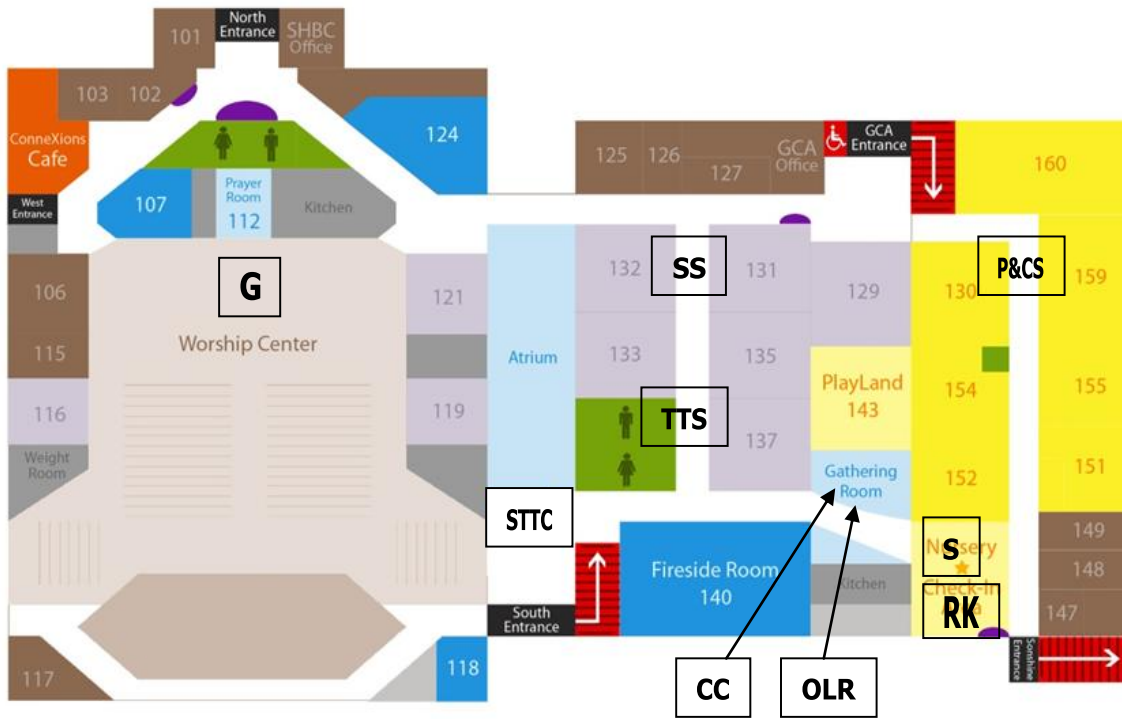 101
North
Entrance
SHBC
Office
103
102
ConneXions
Cafe
124
125
126
127
GCA
Office
GCA
Entrance
160
West
Entrance
107
Prayer
Room
112
Kitchen
G
132
SS
131
129
130
P&CS
159
106
121
115
Worship Center
Atrium
133
135
PlayLand
143
154
155
116
119
TTS
137
Weight
Room
Gathering
Room
152
151
STTC
149
Fireside Room
140
Kitchen
S
148
Check-In
RK
147
South
Entrance
Sonshine
Entrance
117
118
CC
OLR